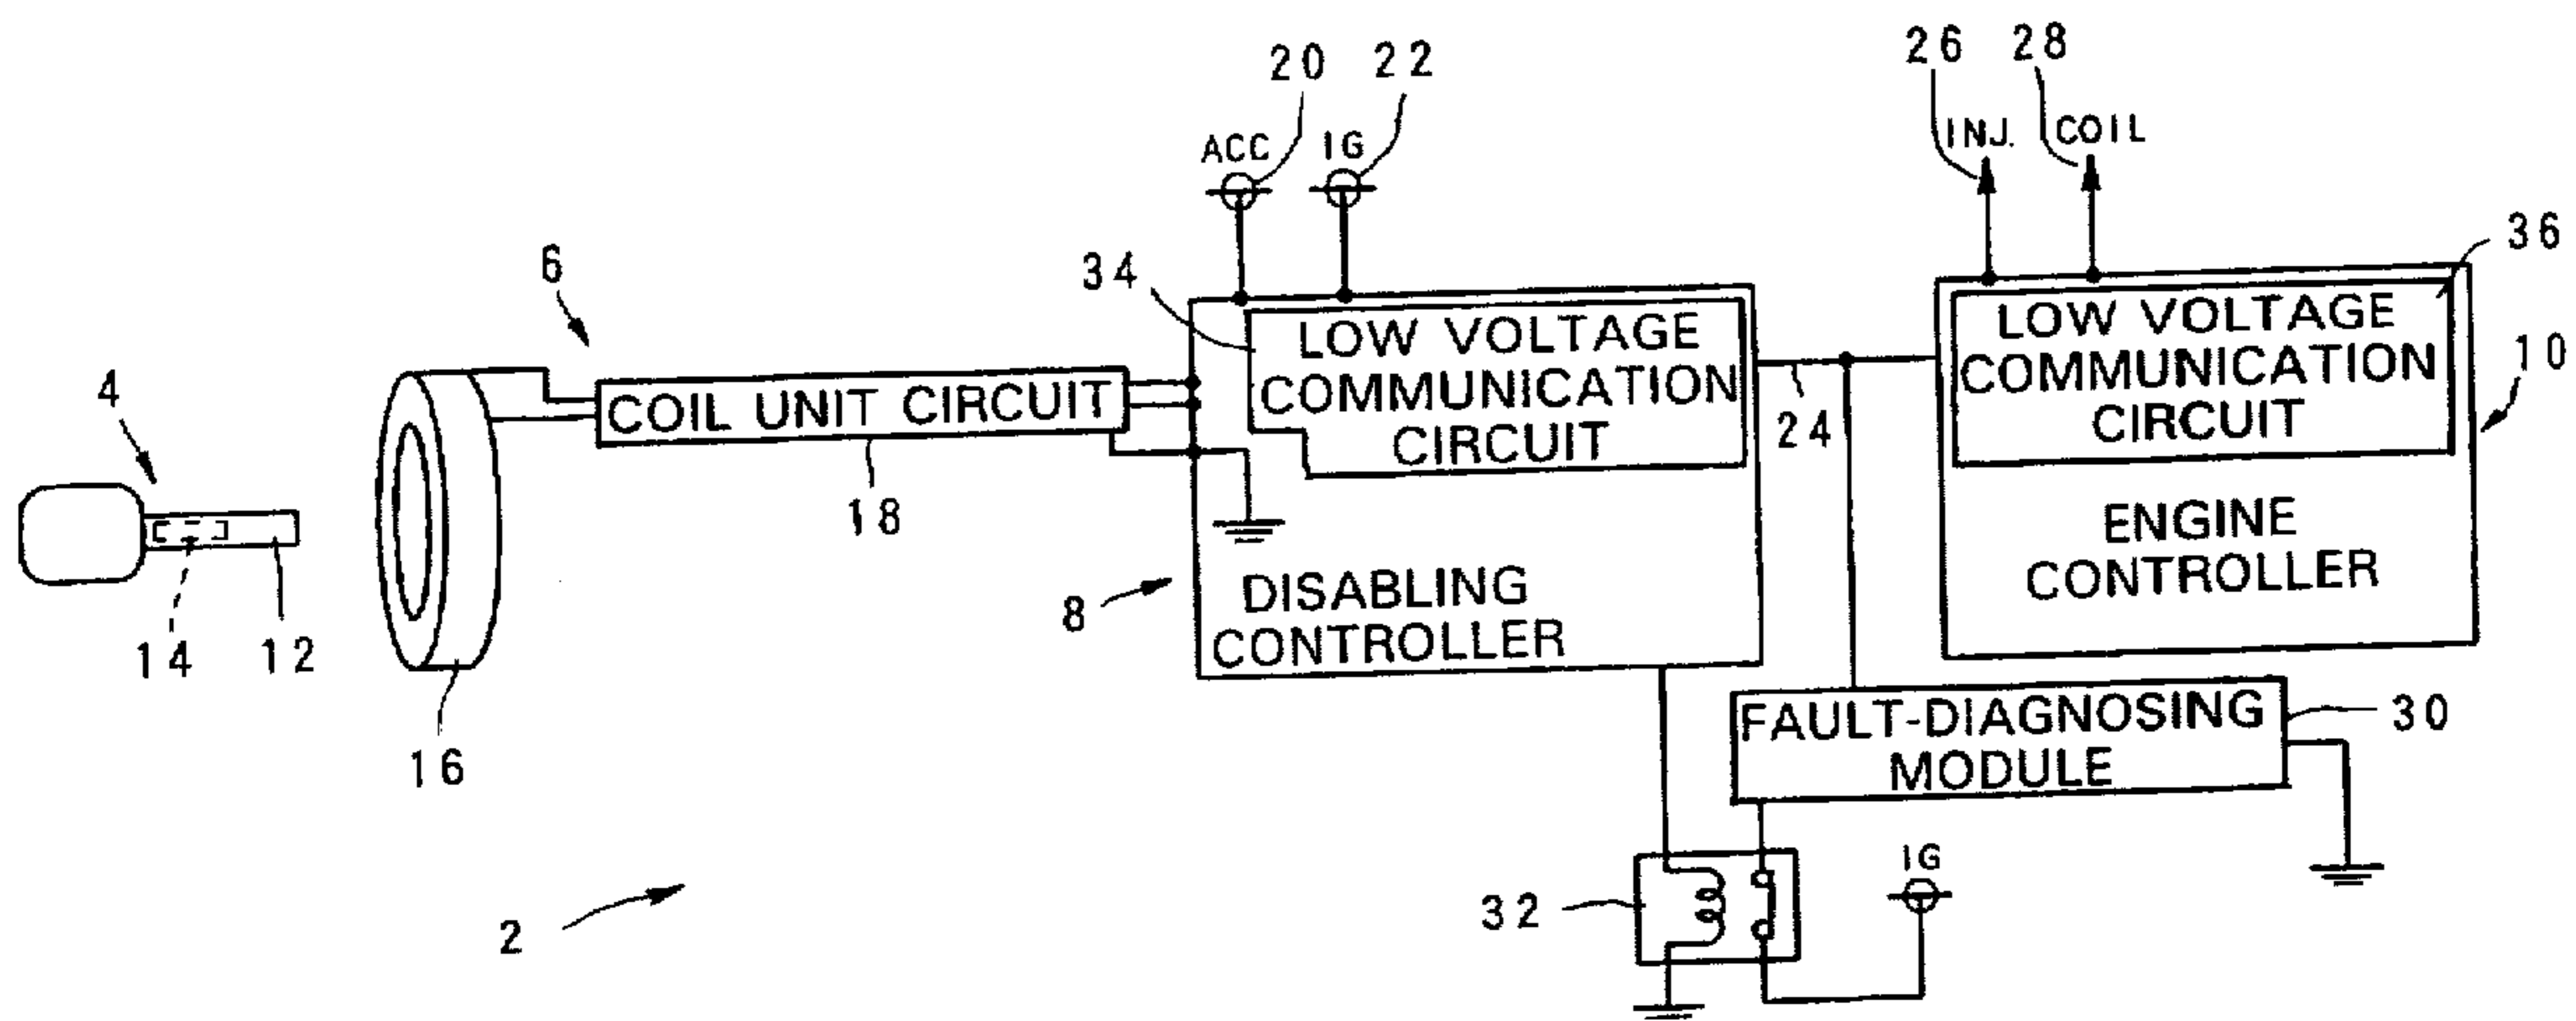 20
22
26
28
ACC
IG
INJ.
COIL
36
6
34
LOW VOLTAGE
COMMUNICATION
CIRCUIT
LOW VOLTAGE
COMMUNICATION
CIRCUIT
10
4
COIL UNIT CIRCUIT
24
18
ENGINE
CONTROLLER
8
DISABLING
CONTROLLER
14
12
16
FAULT-DIAGNOSING
MODULE
30
IG
32
2